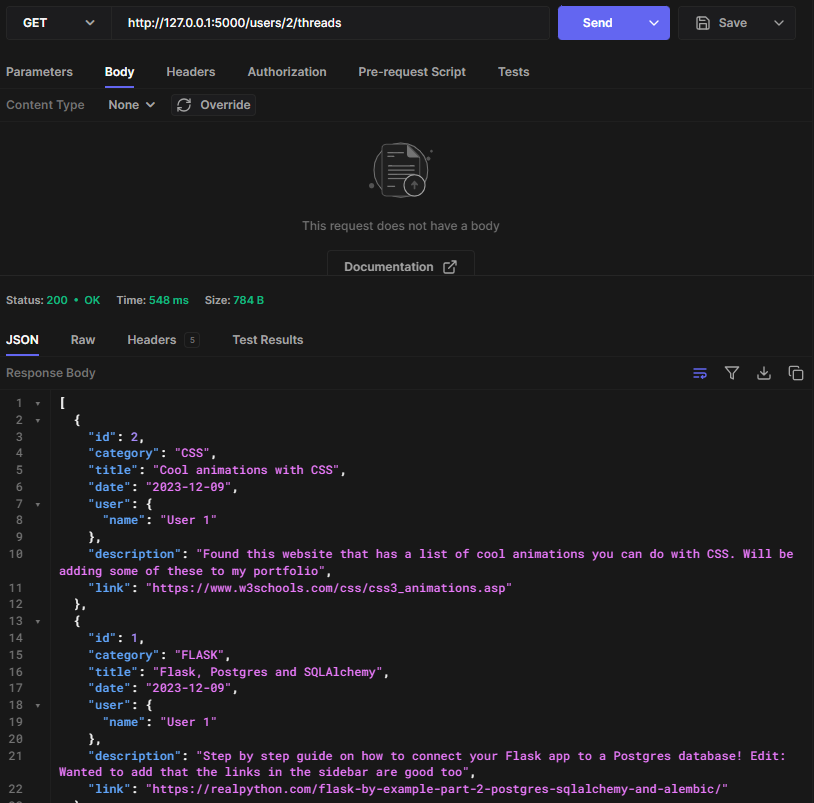 GET http://127.0.0.1:5000/users/2/threads Send Save
Parameters Body Headers Authorization Pre-request Script Tests
Content Type None Override
This request does not have a body
Documentation
Status: 200 • OK Time: 548 ms Size: 784 B
JSON Raw Headers 5 Test Results
Response Body
1 [
2 {
3 "id": 2,
4 "category": "CSS",
5 "title": "Cool animations with CSS",
6 "date": "2023-12-09",
7 "user": {
8 "name": "User 1"
9 },
10 "description": "Found this website that has a list of cool animations you can do with CSS. Will be
adding some of these to my portfolio",
11 "link": "https://www.w3schools.com/css/css3_animations.asp"
12 },
13 {
14 "id": 1,
15 "category": "FLASK",
16 "title": "Flask, Postgres and SQLAlchemy",
17 "date": "2023-12-09",
18 "user": {
19 "name": "User 1"
20 },
21 "description": "Step by step guide on how to connect your Flask app to a Postgres database! Edit:
Wanted to add that the links in the sidebar are good too",
22 "link": "https://realpython.com/flask-by-example-part-2-postgres-sqlalchemy-and-alembic/"